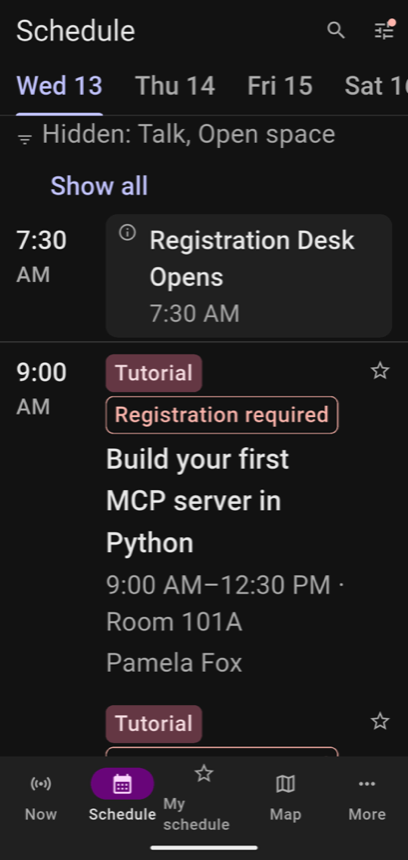 Schedule
Wed 13 Thu 14 Fri 15 Sat 16
Hidden: Talk, Open space
Show all
7:30
AM
Registration Desk
Opens
7:30 AM
9:00
AM
Tutorial
Registration required
Build your first
MCP server in
Python
9:00 AM–12:30 PM ·
Room 101A
Pamela Fox
Tutorial
Now
Schedule
My
schedule
Map
More